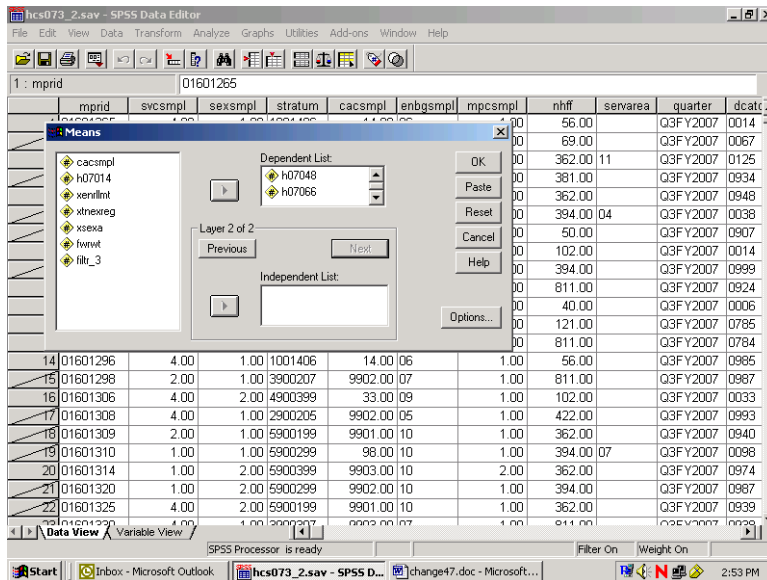 hcs073_2.sav - SPSS Data Editor
File Edit View Data Transform Analyze Graphs Utilities Add-ons Window Help
1 : mprid 01601265
mprid svcsmpl sexsmpl stratum cacsmpl enbgsmpl mpcsmpl nhff servarea quarter dcatc
56.00 Q3FY2007 0014
69.00 Q3FY2007 0067
362.00 11 Q3FY2007 0125
381.00 Q3FY2007 0934
362.00 Q3FY2007 0948
394.00 04 Q3FY2007 0038
50.00 Q3FY2007 0907
102.00 Q3FY2007 0014
394.00 Q3FY2007 0999
811.00 Q3FY2007 0924
40.00 Q3FY2007 0006
121.00 Q3FY2007 0785
811.00 Q3FY2007 0784
Means
cacsmpl
h07014
xenrllmt
xtnexreg
xsexa
fwrwt
filtr_3
Dependent List:
h07048
h07066
Layer 2 of 2
Previous Next
Independent List:
OK
Paste
Reset
Cancel
Help
Options...
14 01601296 4.00 1.00 1001406 14.00 06 1.00 56.00 Q3FY2007 0985
15 01601298 2.00 1.00 3900207 9902.00 07 1.00 811.00 Q3FY2007 0987
16 01601306 4.00 2.00 4900399 33.00 09 1.00 102.00 Q3FY2007 0033
17 01601308 4.00 1.00 2900205 9902.00 05 1.00 422.00 Q3FY2007 0993
18 01601309 2.00 1.00 5900199 9901.00 10 1.00 362.00 Q3FY2007 0940
19 01601310 1.00 1.00 5900299 98.00 10 1.00 394.00 07 Q3FY2007 0098
20 01601314 1.00 2.00 5900399 9903.00 10 2.00 362.00 Q3FY2007 0974
21 01601320 1.00 2.00 5900299 9902.00 10 1.00 394.00 Q3FY2007 0987
22 01601325 4.00 2.00 5900199 9901.00 10 1.00 362.00 Q3FY2007 0939
Data View Variable View
SPSS Processor is ready Filter On Weight On
Start Inbox - Microsoft Outlook hcs073_2.sav - SPSS D... change47.doc - Microsoft... 2:53 PM